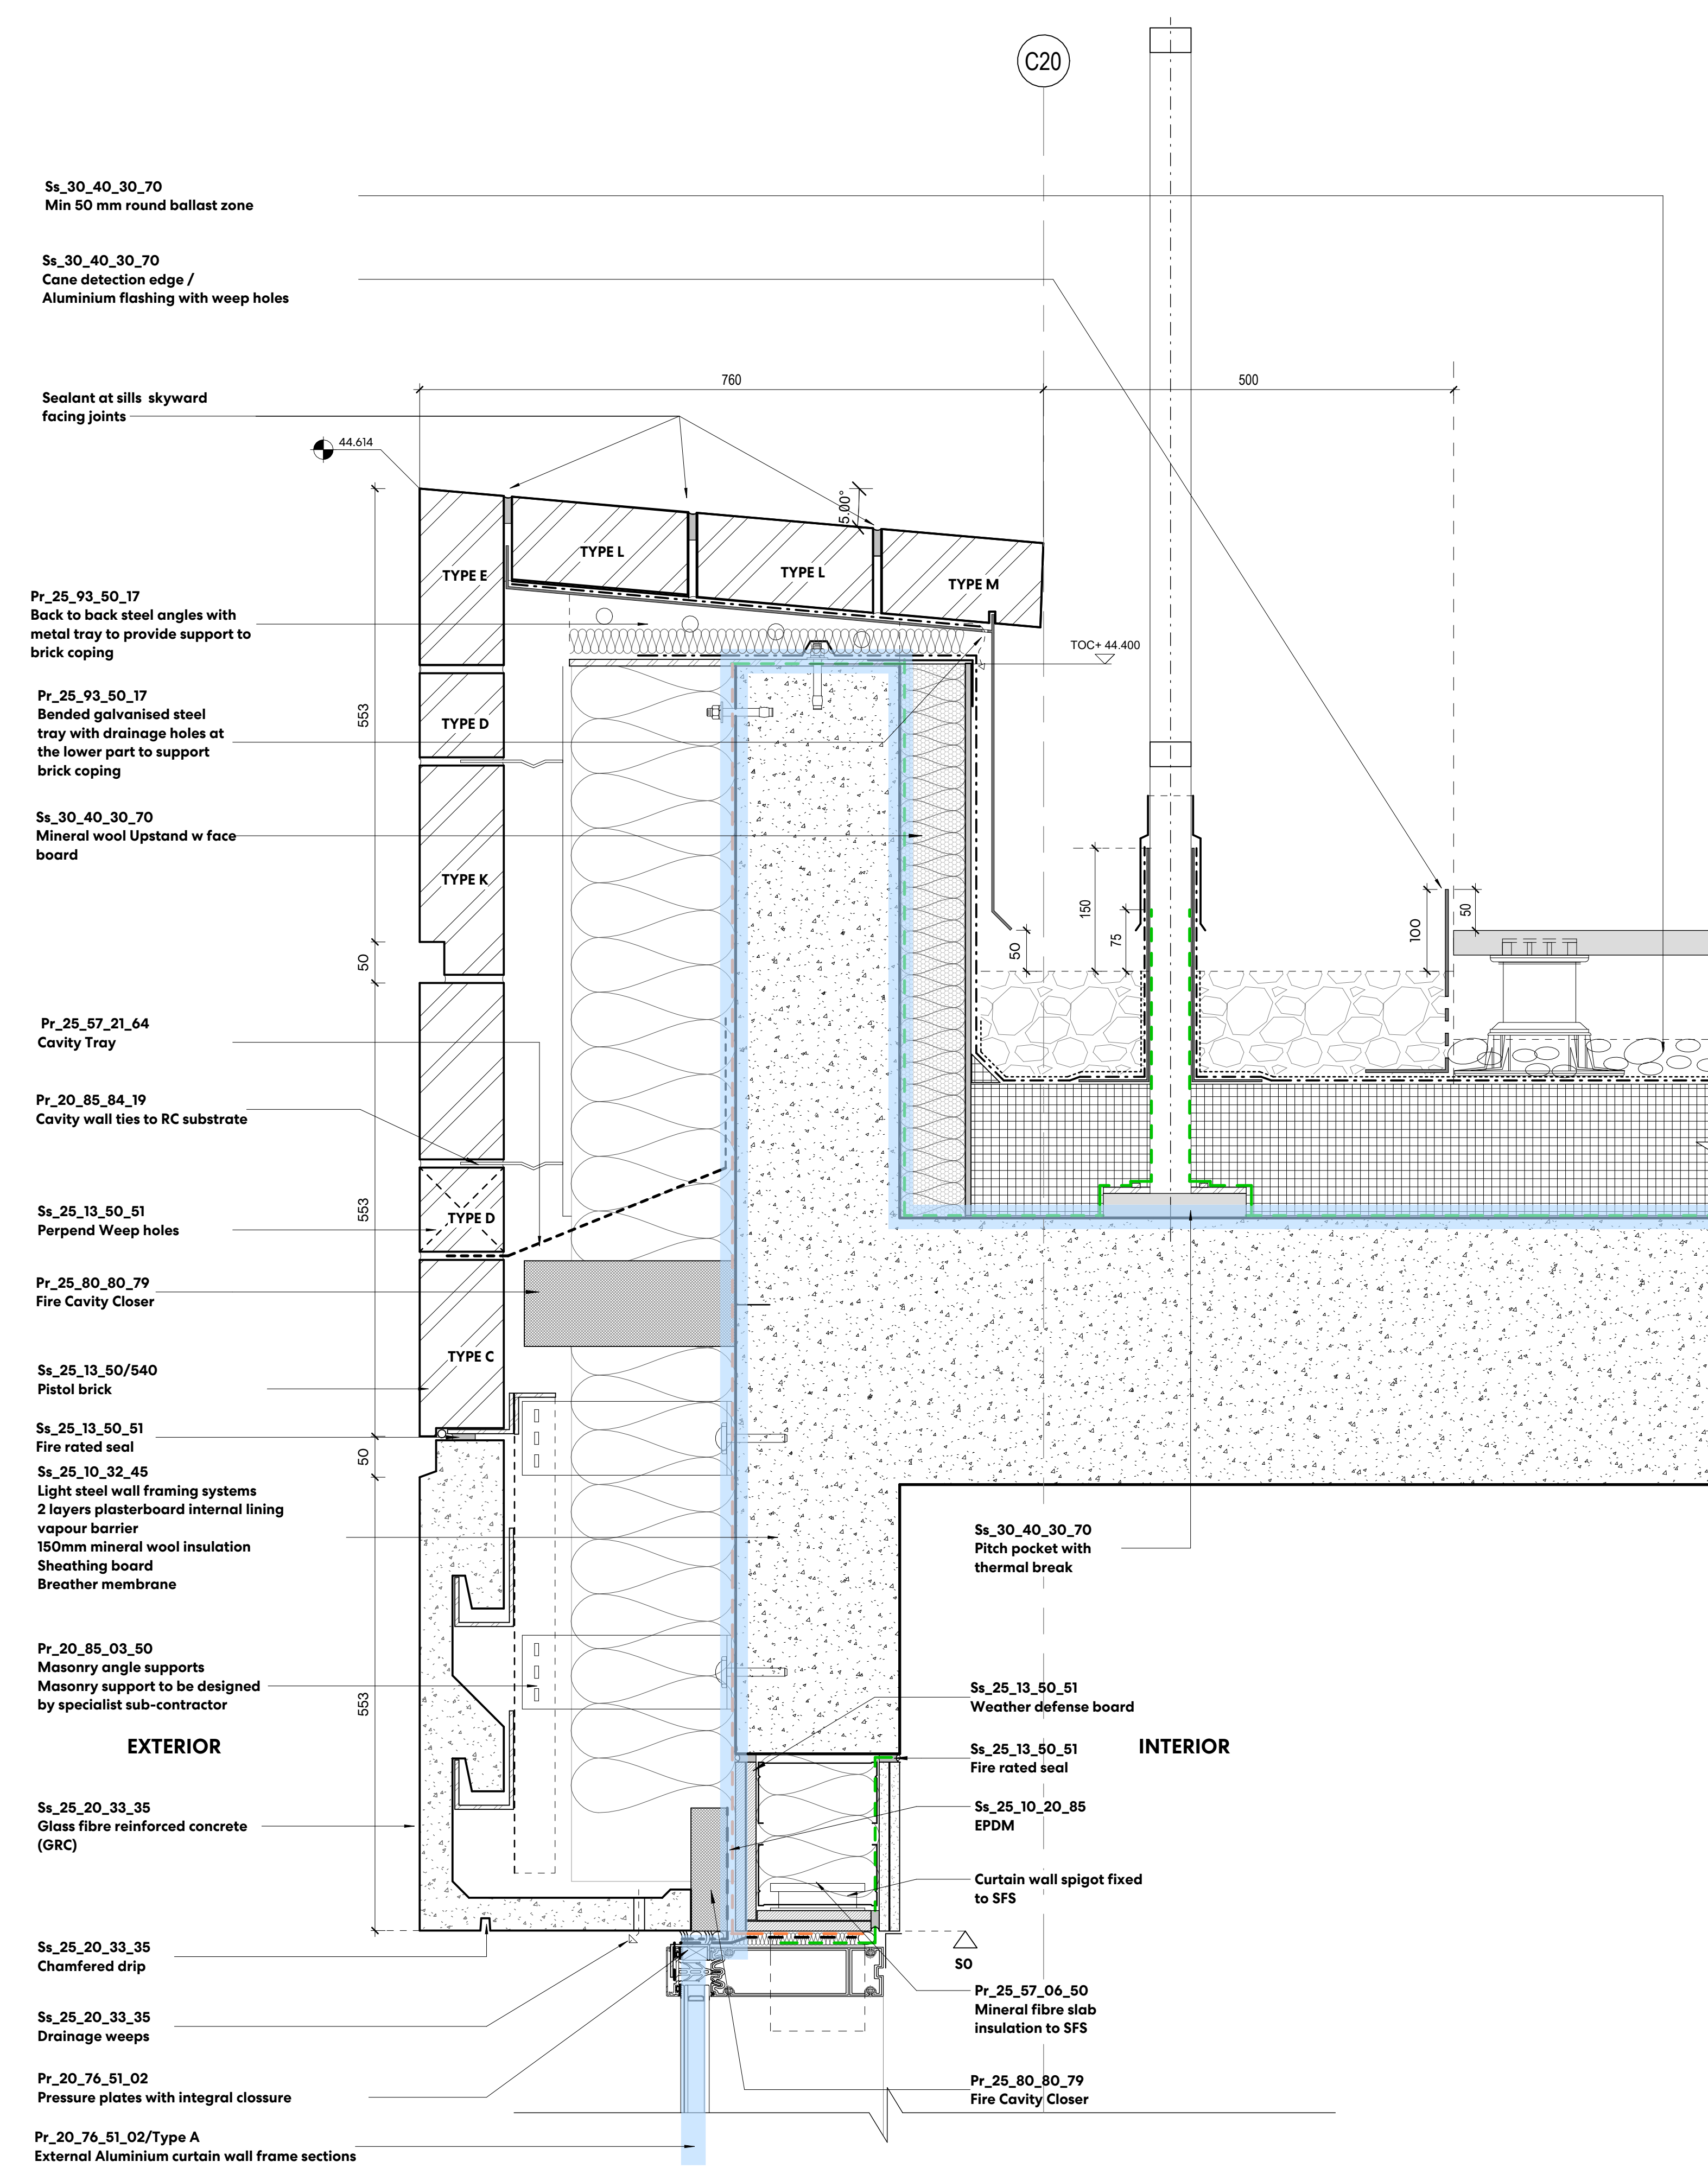 C20
Ss_30_40_30_70
Min 50 mm round ballast zone
Ss_30_40_30_70
Cane detection edge /
Aluminium flashing with weep holes
760
500
Sealant at sills  skyward
facing joints
44.614
5.00°
TYPE E
TYPE L
TYPE L
TYPE M
Pr_25_93_50_17
Back to back steel angles with
metal tray to provide support to
brick coping
TOC+ 44.400
Pr_25_93_50_17
Bended galvanised steel
tray with drainage holes at
the lower part to support
brick coping
553
TYPE D
Ss_30_40_30_70
Mineral wool Upstand w face
board
TYPE K
150
75
50
100
50
50
Pr_25_57_21_64
Cavity Tray
Pr_20_85_84_19
Cavity wall ties to RC substrate
Ss_25_13_50_51
Perpend Weep holes
553
TYPE D
Pr_25_80_80_79
Fire Cavity Closer
TYPE C
Ss_25_13_50/540
Pistol brick
Ss_25_13_50_51
Fire rated seal
50
Ss_25_10_32_45
Light steel wall framing systems
2 layers plasterboard internal lining
vapour barrier
150mm mineral wool insulation
Sheathing board
Breather membrane
Ss_30_40_30_70
Pitch pocket with
thermal break
Pr_20_85_03_50
Masonry angle supports
Masonry support to be designed
by specialist sub-contractor
553
Ss_25_13_50_51
Weather defense board
EXTERIOR
INTERIOR
Ss_25_13_50_51
Fire rated seal
Ss_25_20_33_35
Glass fibre reinforced concrete
(GRC)
Ss_25_10_20_85
EPDM
Curtain wall spigot fixed
to SFS
Ss_25_20_33_35
Chamfered drip
S0
Pr_25_57_06_50
Mineral fibre slab
insulation to SFS
Ss_25_20_33_35
Drainage weeps
Pr_20_76_51_02
Pressure plates with integral clossure
Pr_25_80_80_79
Fire Cavity Closer
Pr_20_76_51_02/Type A
External Aluminium curtain wall frame sections